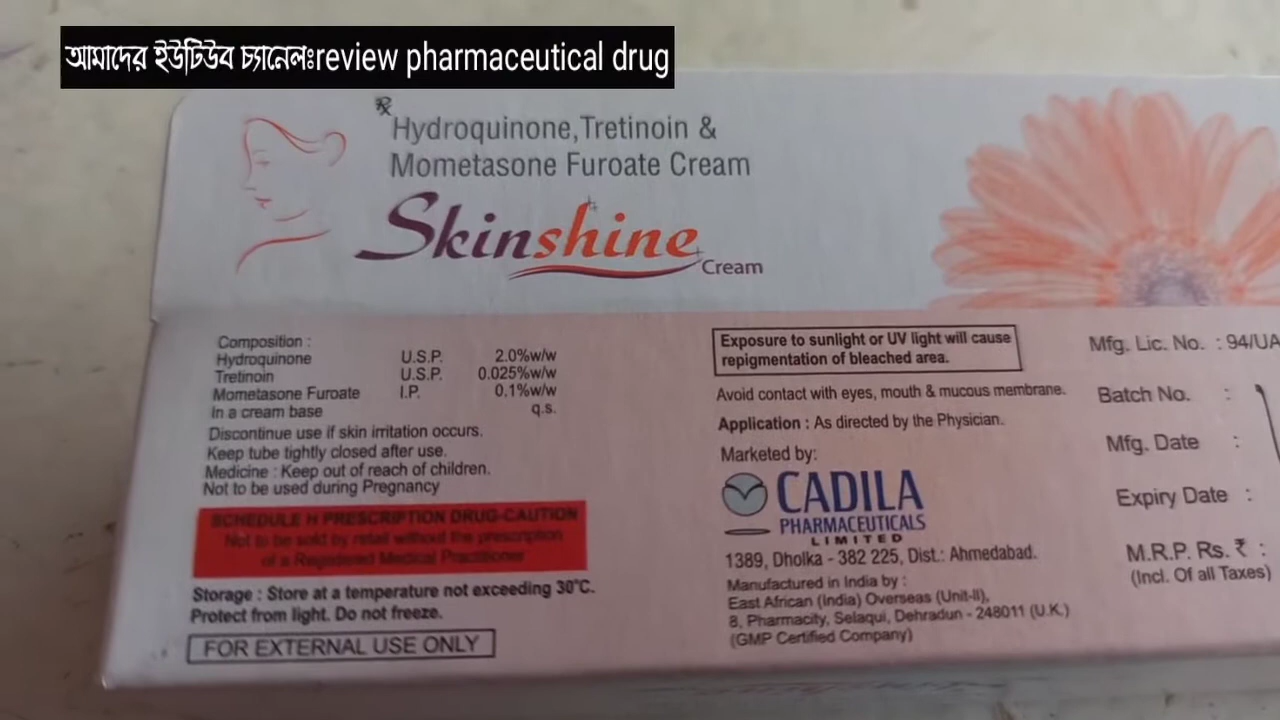 আমাদের ইউটিউব চ্যানেলঃreview pharmaceutical drug
Rx
Hydroquinone, Tretinoin &
Mometasone Furoate Cream
Skinshine
Cream
Composition :
Hydroquinone U.S.P. 2.0%w/w
Tretinoin U.S.P. 0.025%w/w
Mometasone Furoate I.P. 0.1%w/w
In a cream base q.s.
Discontinue use if skin irritation occurs.
Keep tube tightly closed after use.
Medicine : Keep out of reach of children.
Not to be used during Pregnancy
SCHEDULE H PRESCRIPTION DRUG-CAUTION
Not to be sold by retail without the prescription
of a Registered Medical Practitioner
Storage : Store at a temperature not exceeding 30°C.
Protect from light. Do not freeze.
FOR EXTERNAL USE ONLY
Exposure to sunlight or UV light will cause
repigmentation of bleached area.
Avoid contact with eyes, mouth & mucous membrane.
Application : As directed by the Physician.
Marketed by:
CADILA
PHARMACEUTICALS
LIMITED
1389, Dholka - 382 225, Dist.: Ahmedabad.
Manufactured in India by :
East African (India) Overseas (Unit-II),
8, Pharmacity, Selaqui, Dehradun - 248011 (U.K.)
(GMP Certified Company)
Mfg. Lic. No. : 94/UA
Batch No. :
Mfg. Date :
Expiry Date :
M.R.P. Rs. ₹ :
(Incl. Of all Taxes)